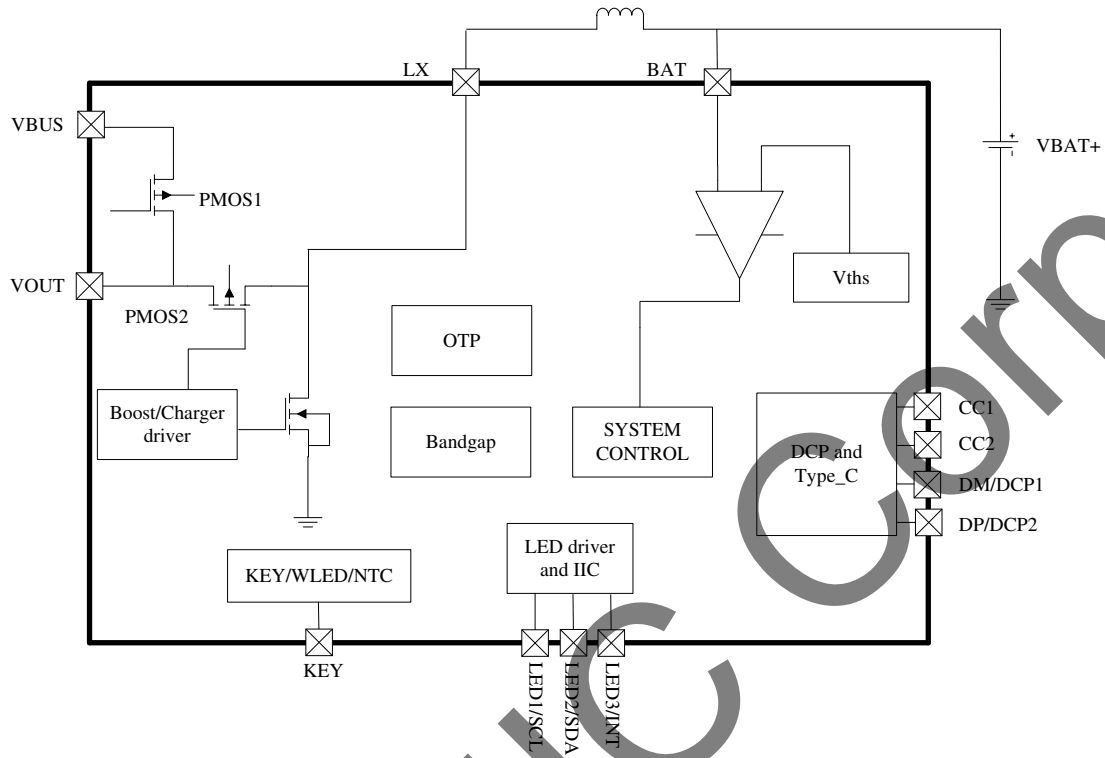 LX
BAT
VBUS
VBAT+
PMOS1
VOUT
Vths
PMOS2
OTP
Boost/Charger
driver
Bandgap
SYSTEM
CONTROL
DCP and
Type_C
CC1
CC2
DM/DCP1
DP/DCP2
KEY/WLED/NTC
LED driver
and IIC
KEY
LED1/SCL
LED2/SDA
LED3/INT